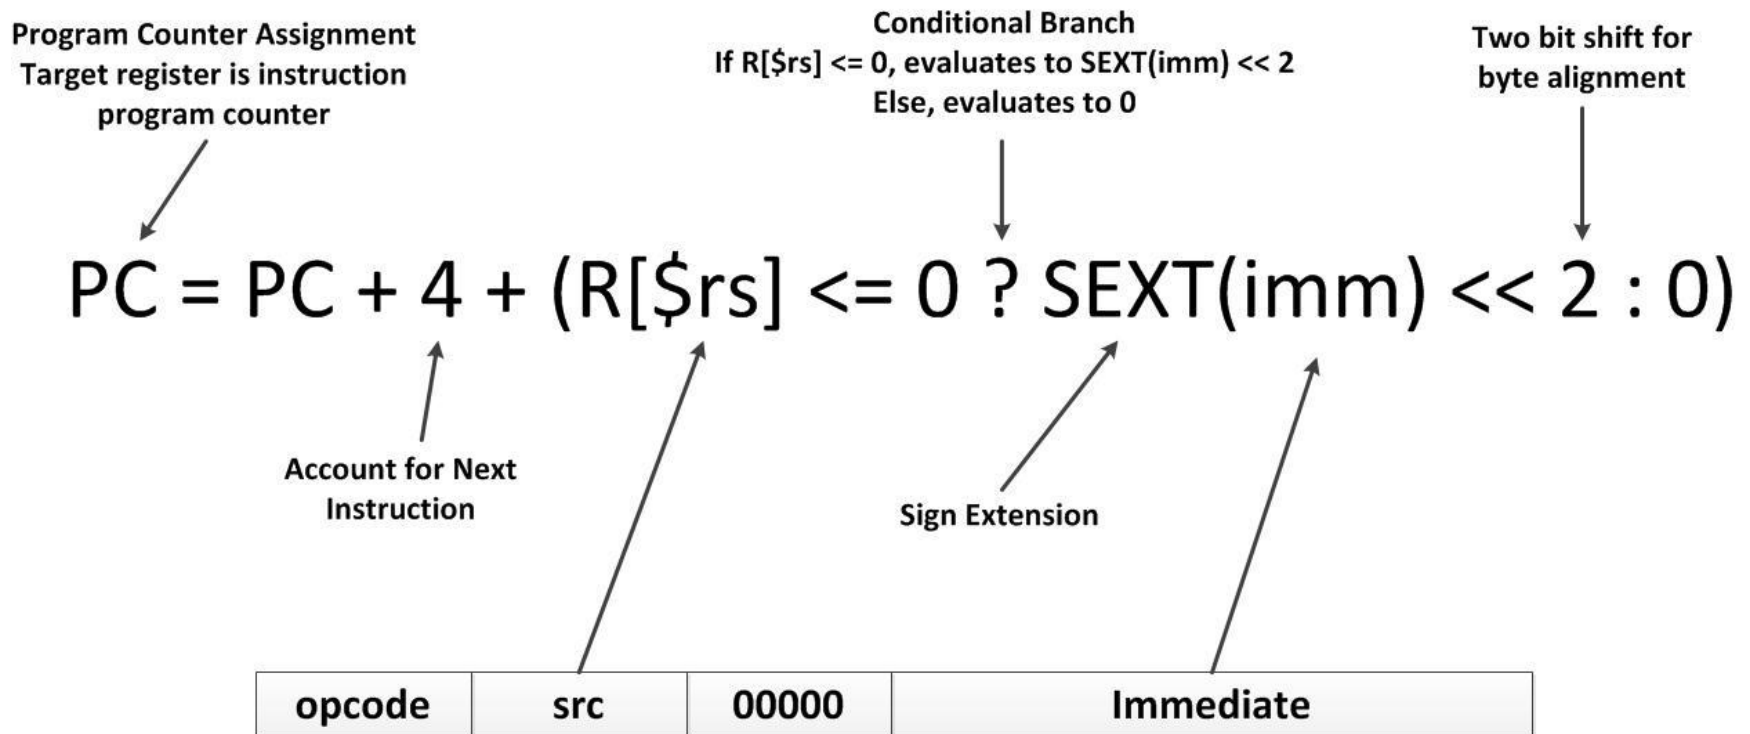 Program Counter Assignment
Target register is instruction
program counter
Conditional Branch
If R[$rs] <= 0, evaluates to SEXT(imm) << 2
Else, evaluates to 0
Two bit shift for
byte alignment
PC = PC + 4 + (R[$rs] <= 0 ? SEXT(imm) << 2 : 0)
Account for Next
Instruction
Sign Extension
opcode src 00000 Immediate